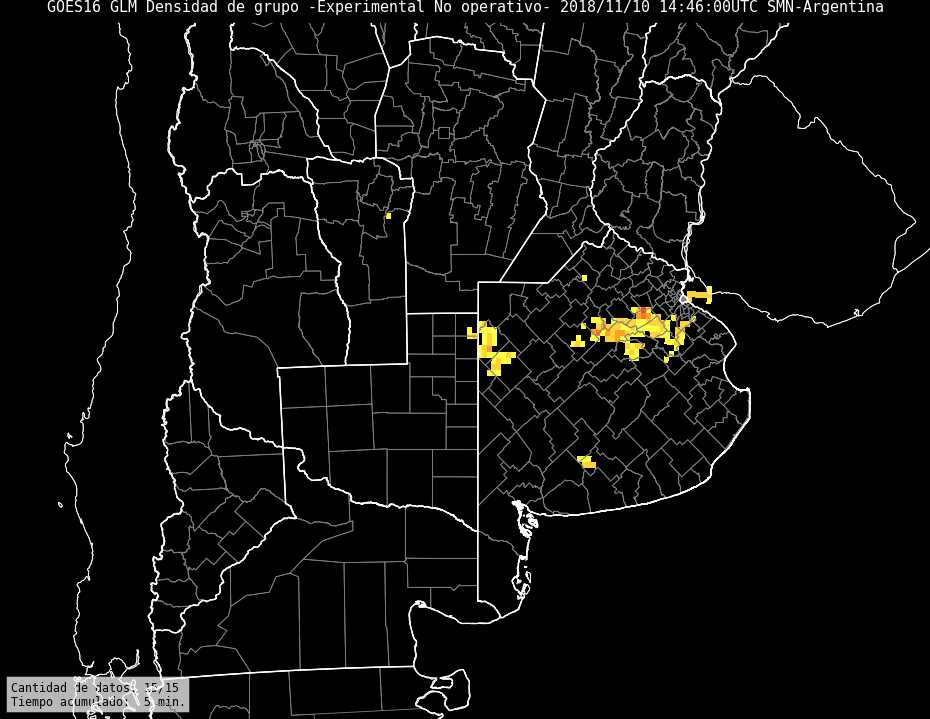 GOES16 GLM Densidad de grupo -Experimental No operativo- 2018/11/10 14:46:00UTC SMN-Argentina
Cantidad de datos: 15/15
Tiempo acumulado:  5 min.